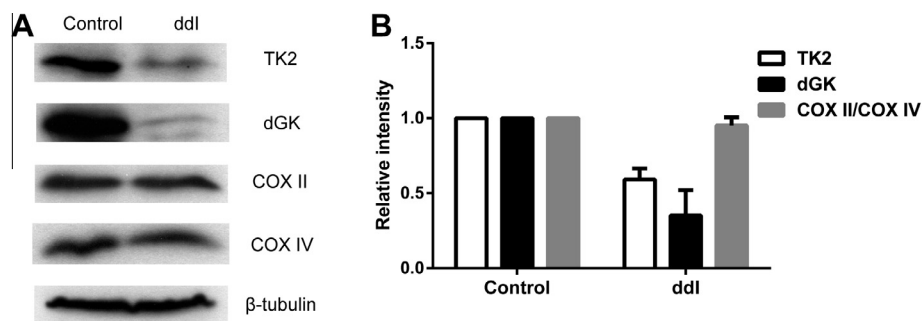 A
Control ddI
TK2
dGK
COX II
COX IV
β-tubulin
B
Relative intensity
1.5
1.0
0.5
0.0
Control ddI
TK2
dGK
COX II/COX IV